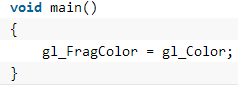 void main()
{
    gl_FragColor = gl_Color;
}